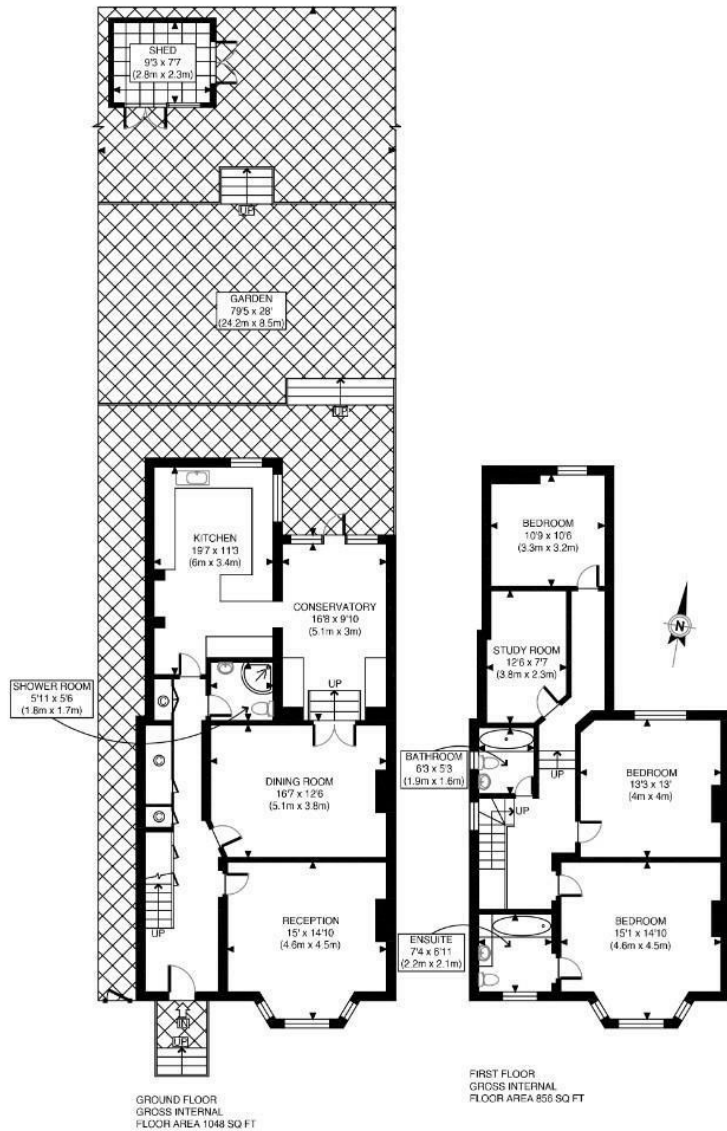 SHED
9'3 x 7'7
(2.8m x 2.3m)
UP
GARDEN
79'5 x 28'
(24.2m x 8.5m)
UP
KITCHEN
19'7 x 11'3
(6m x 3.4m)
CONSERVATORY
16'8 x 9'10
(5.1m x 3m)
UP
SHOWER ROOM
5'11 x 5'6
(1.8m x 1.7m)
DINING ROOM
16'7 x 12'6
(5.1m x 3.8m)
RECEPTION
15' x 14'10
(4.6m x 4.5m)
UP
IN
UP
GROUND FLOOR
GROSS INTERNAL
FLOOR AREA 1048 SQ FT
BEDROOM
10'9 x 10'6
(3.3m x 3.2m)
N
STUDY ROOM
12'6 x 7'7
(3.8m x 2.3m)
BATHROOM
6'3 x 5'3
(1.9m x 1.6m)
UP
BEDROOM
13'3 x 13'
(4m x 4m)
UP
ENSUITE
7'4 x 6'11
(2.2m x 2.1m)
BEDROOM
15'1 x 14'10
(4.6m x 4.5m)
FIRST FLOOR
GROSS INTERNAL
FLOOR AREA 856 SQ FT